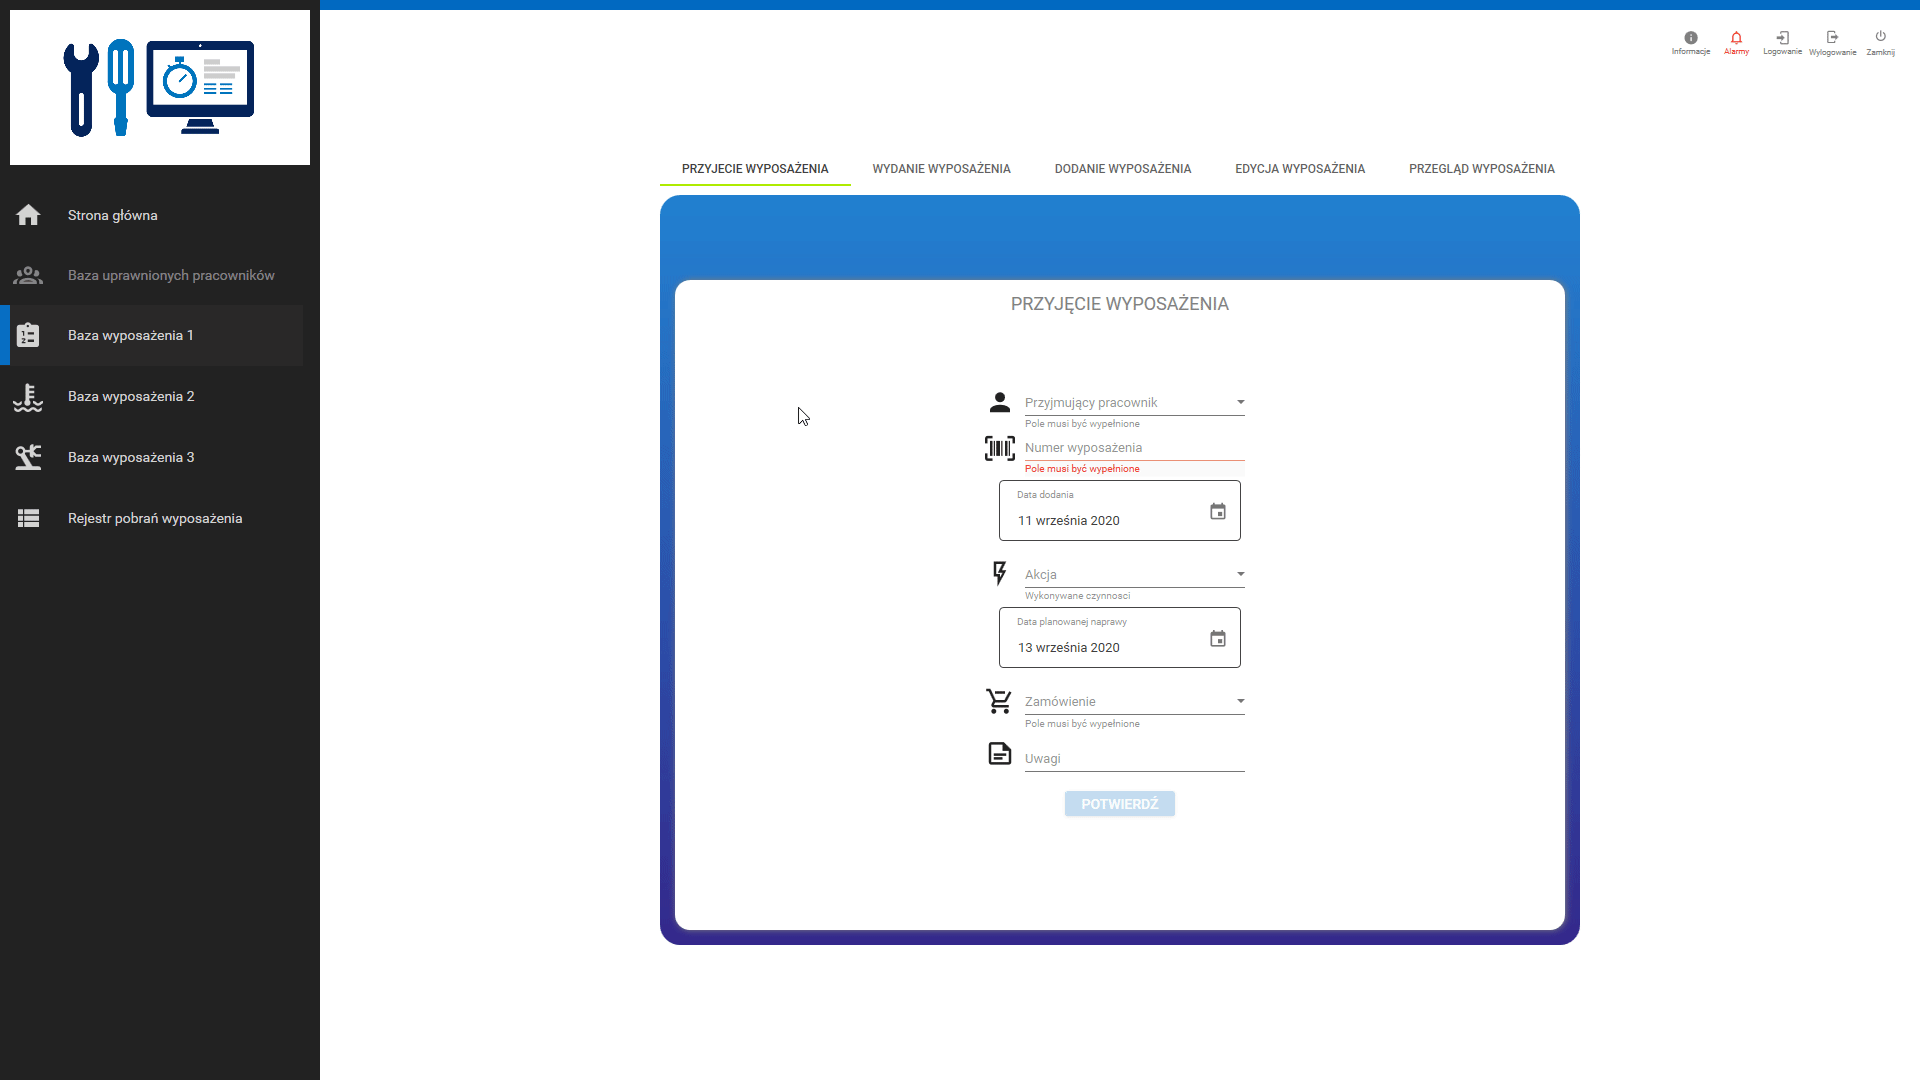 Informacje
Alarmy
Logowanie
Wylogowanie
Zamknij
Strona główna
Baza uprawnionych pracowników
Baza wyposażenia 1
Baza wyposażenia 2
Baza wyposażenia 3
Rejestr pobrań wyposażenia
PRZYJECIE WYPOSAŻENIA
WYDANIE WYPOSAŻENIA
DODANIE WYPOSAŻENIA
EDYCJA WYPOSAŻENIA
PRZEGLĄD WYPOSAŻENIA
PRZYJĘCIE WYPOSAŻENIA
Przyjmujący pracownik
Pole musi być wypełnione
Numer wyposażenia
Pole musi być wypełnione
Data dodania
11 września 2020
Akcja
Wykonywane czynnosci
Data planowanej naprawy
13 września 2020
Zamówienie
Pole musi być wypełnione
Uwagi
POTWIERDŹ